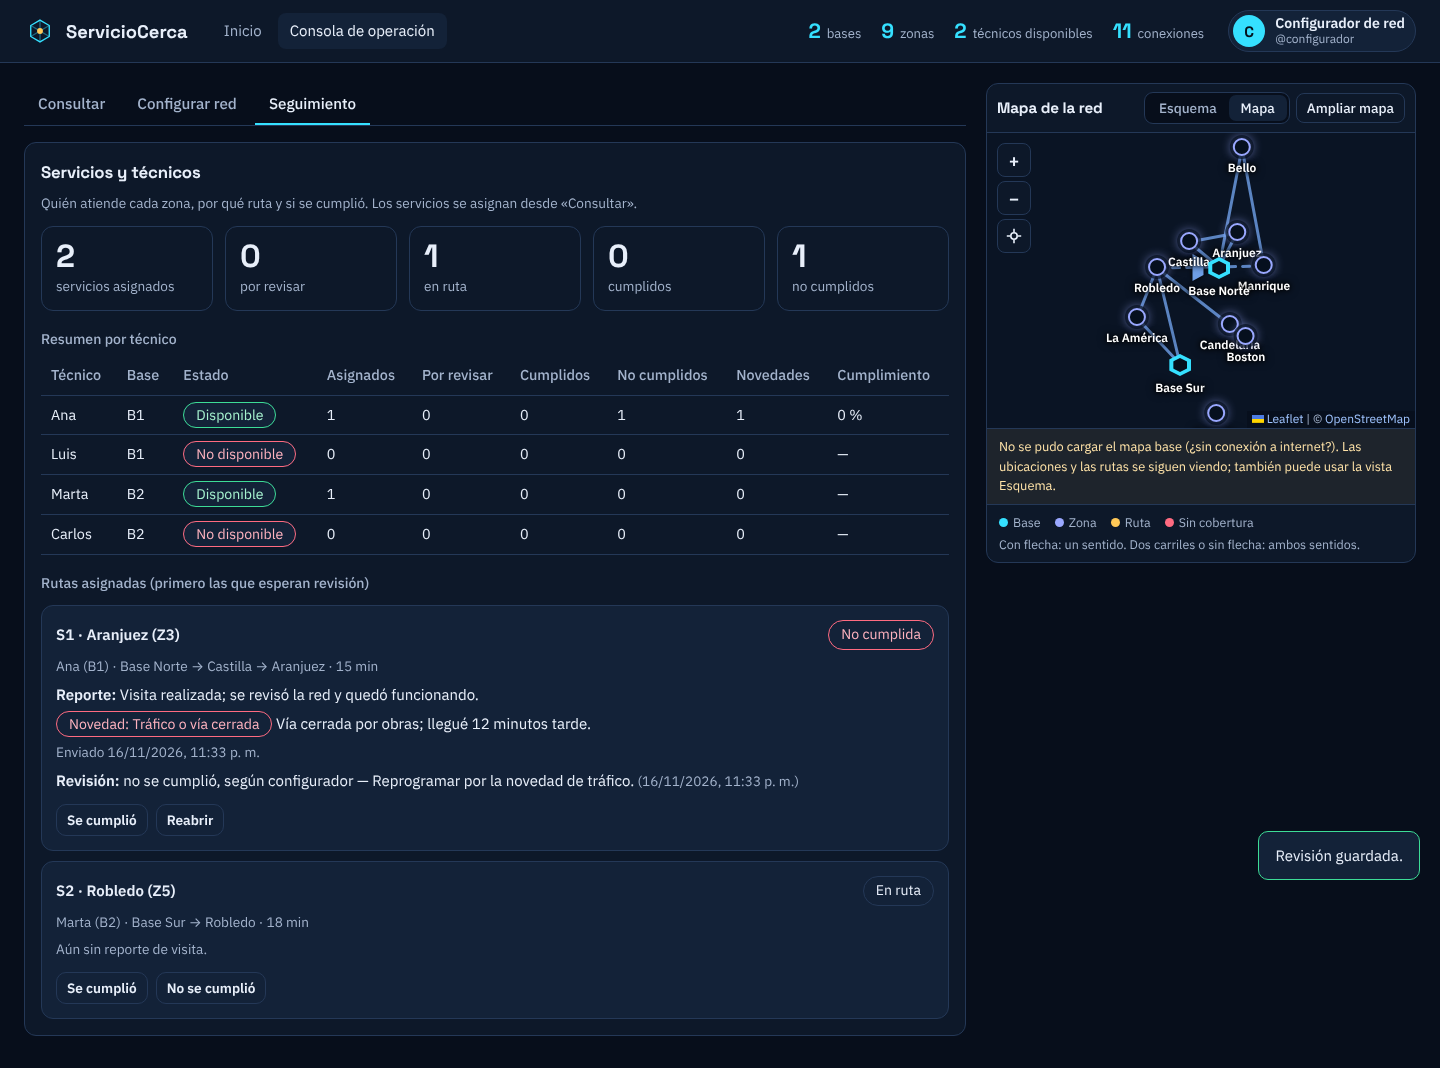 ServicioCerca
Inicio
Consola de operación
2 bases
9 zonas
2 técnicos disponibles
11 conexiones
C
Configurador de red
@configurador
Consultar
Configurar red
Seguimiento
Servicios y técnicos
Quién atiende cada zona, por qué ruta y si se cumplió. Los servicios se asignan desde «Consultar».
2
servicios asignados
0
por revisar
1
en ruta
0
cumplidos
1
no cumplidos
Resumen por técnico
Técnico Base Estado Asignados Por revisar Cumplidos No cumplidos Novedades Cumplimiento
Ana B1 Disponible 1 0 0 1 1 0 %
Luis B1 No disponible 0 0 0 0 0 —
Marta B2 Disponible 1 0 0 0 0 —
Carlos B2 No disponible 0 0 0 0 0 —
Rutas asignadas (primero las que esperan revisión)
S1 · Aranjuez (Z3)
No cumplida
Ana (B1) · Base Norte → Castilla → Aranjuez · 15 min
Reporte: Visita realizada; se revisó la red y quedó funcionando.
Novedad: Tráfico o vía cerrada Vía cerrada por obras; llegué 12 minutos tarde.
Enviado 16/11/2026, 11:33 p. m.
Revisión: no se cumplió, según configurador — Reprogramar por la novedad de tráfico. (16/11/2026, 11:33 p. m.)
Se cumplió
Reabrir
S2 · Robledo (Z5)
En ruta
Marta (B2) · Base Sur → Robledo · 18 min
Aún sin reporte de visita.
Se cumplió
No se cumplió
Mapa de la red
Esquema
Mapa
Ampliar mapa
+
−
Bello
Aranjuez
Castilla
Manrique
Robledo
Base Norte
La América
Candelaria
Boston
Base Sur
Leaflet | © OpenStreetMap
No se pudo cargar el mapa base (¿sin conexión a internet?). Las
ubicaciones y las rutas se siguen viendo; también puede usar la vista
Esquema.
Base
Zona
Ruta
Sin cobertura
Con flecha: un sentido. Dos carriles o sin flecha: ambos sentidos.
Revisión guardada.